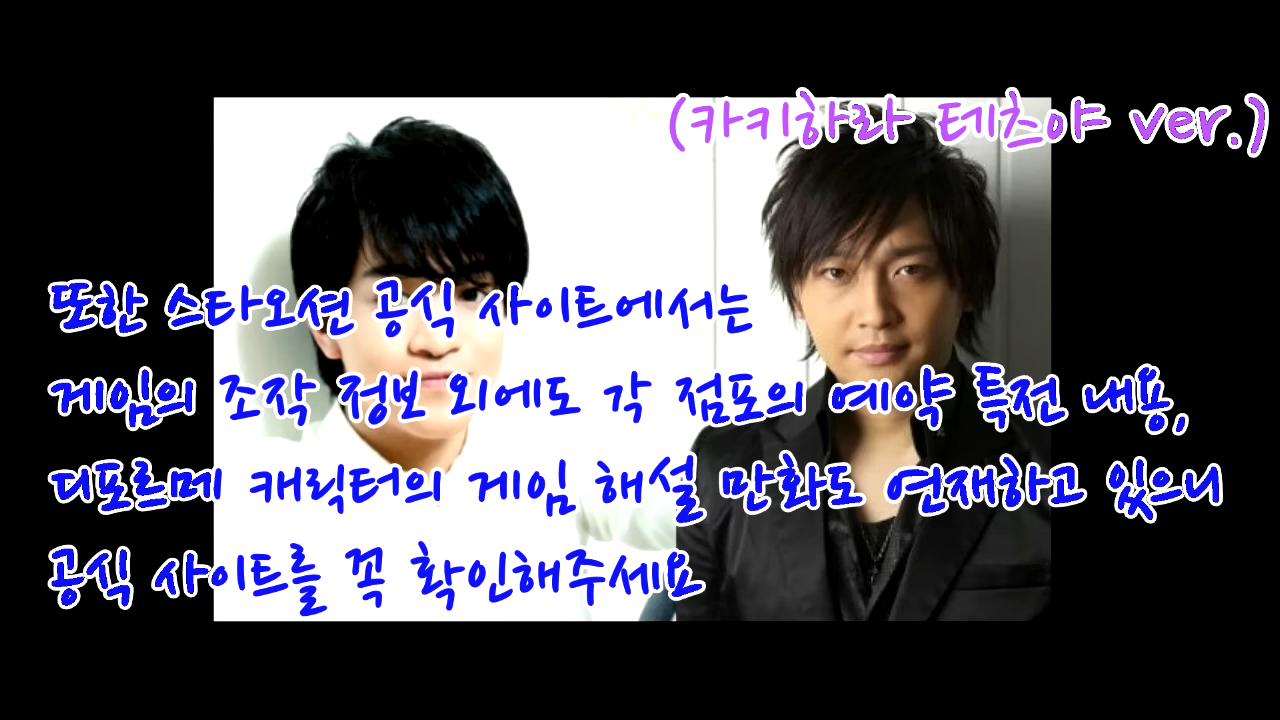 (카키하라 테츠야 ver.)
또한 스타오션 공식 사이트에서는
게임의 조작 정보 외에도 각 점포의 예약 특전 내용,
디포르메 캐릭터의 게임 해설 만화도 연재하고 있으니
공식 사이트를 꼭 확인해주세요